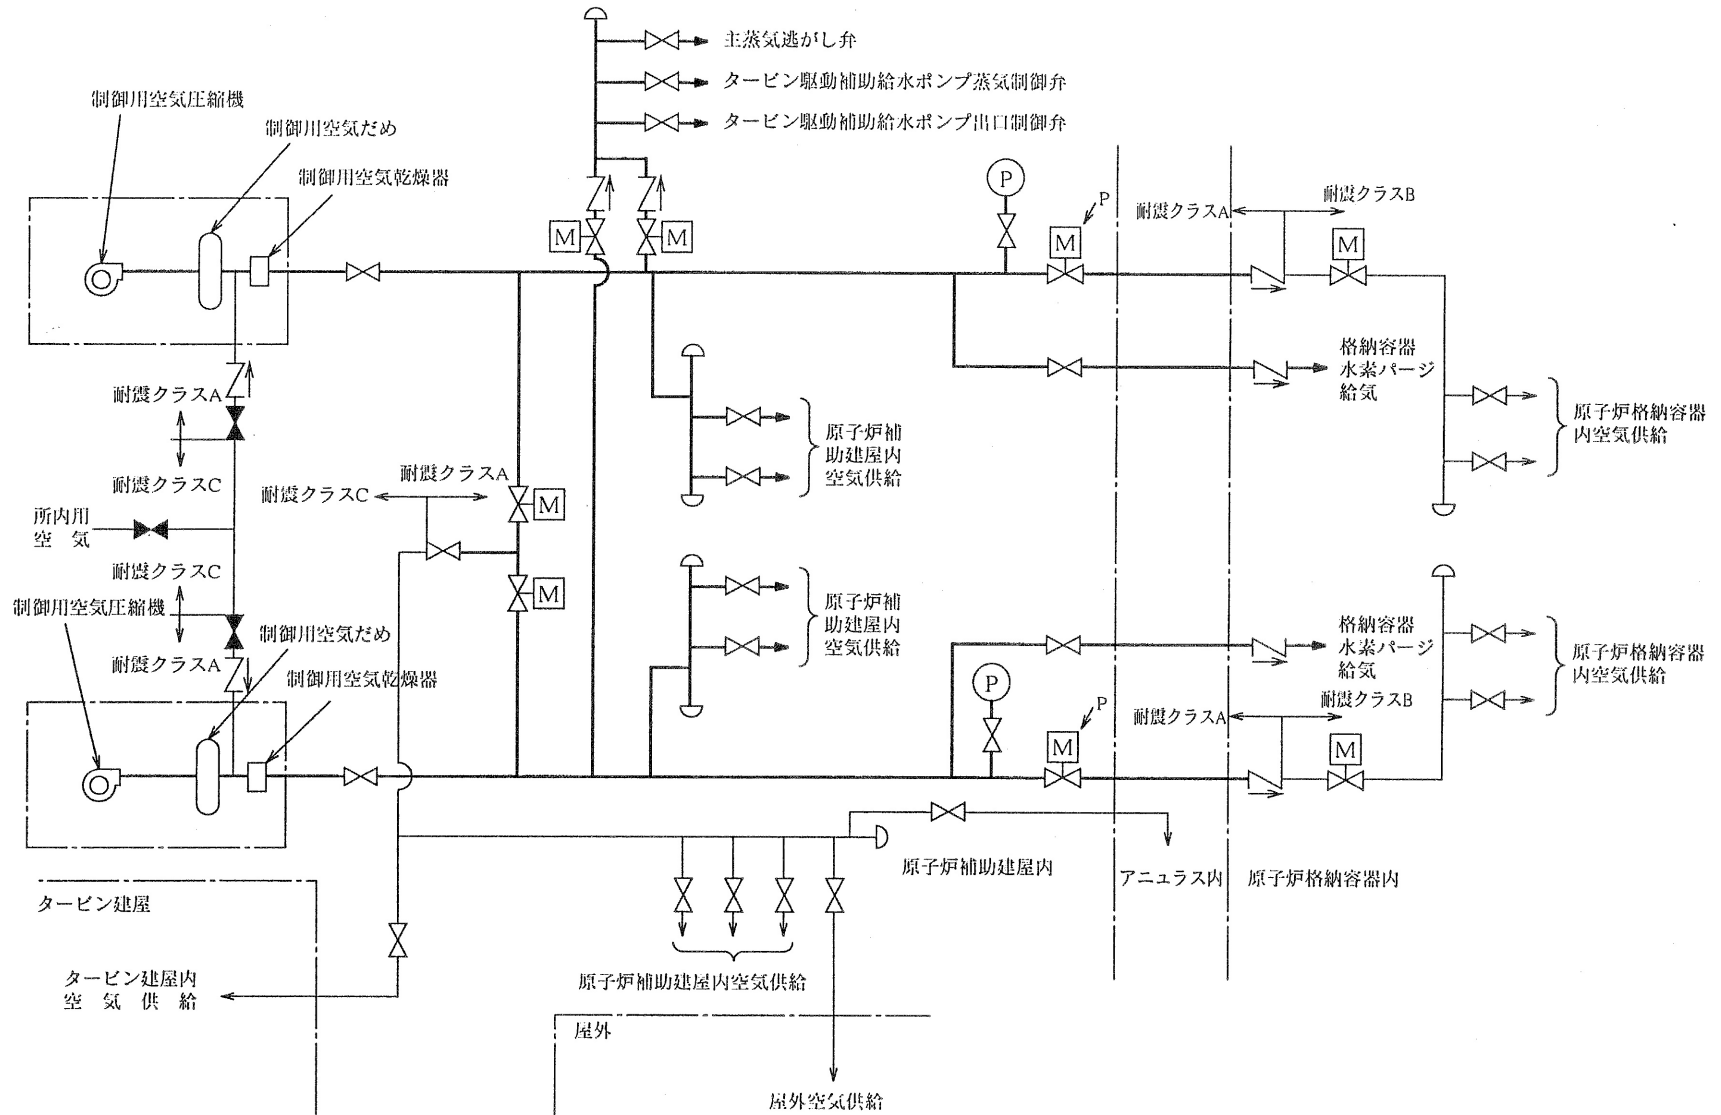 主蒸気逃がし弁
タービン駆動補助給水ポンプ蒸気制御弁
タービン駆動補助給水ポンプ出口制御弁
制御用空気圧縮機
制御用空気だめ
制御用空気乾燥器
M
M
P
P
M
耐震クラスA
耐震クラスB
M
格納容器
水素パージ
給気
原子炉格納容器
内空気供給
耐震クラスA
耐震クラスC
所内用
空 気
耐震クラスC
耐震クラスA
耐震クラスC
耐震クラスA
M
M
原子炉補
助建屋内
空気供給
原子炉補
助建屋内
空気供給
制御用空気圧縮機
制御用空気だめ
制御用空気乾燥器
格納容器
水素パージ
給気
原子炉格納容器
内空気供給
P
P
M
耐震クラスA
耐震クラスB
M
原子炉補助建屋内
アニュラス内
原子炉格納容器内
タービン建屋
タービン建屋内
空 気 供 給
原子炉補助建屋内空気供給
屋外
屋外空気供給